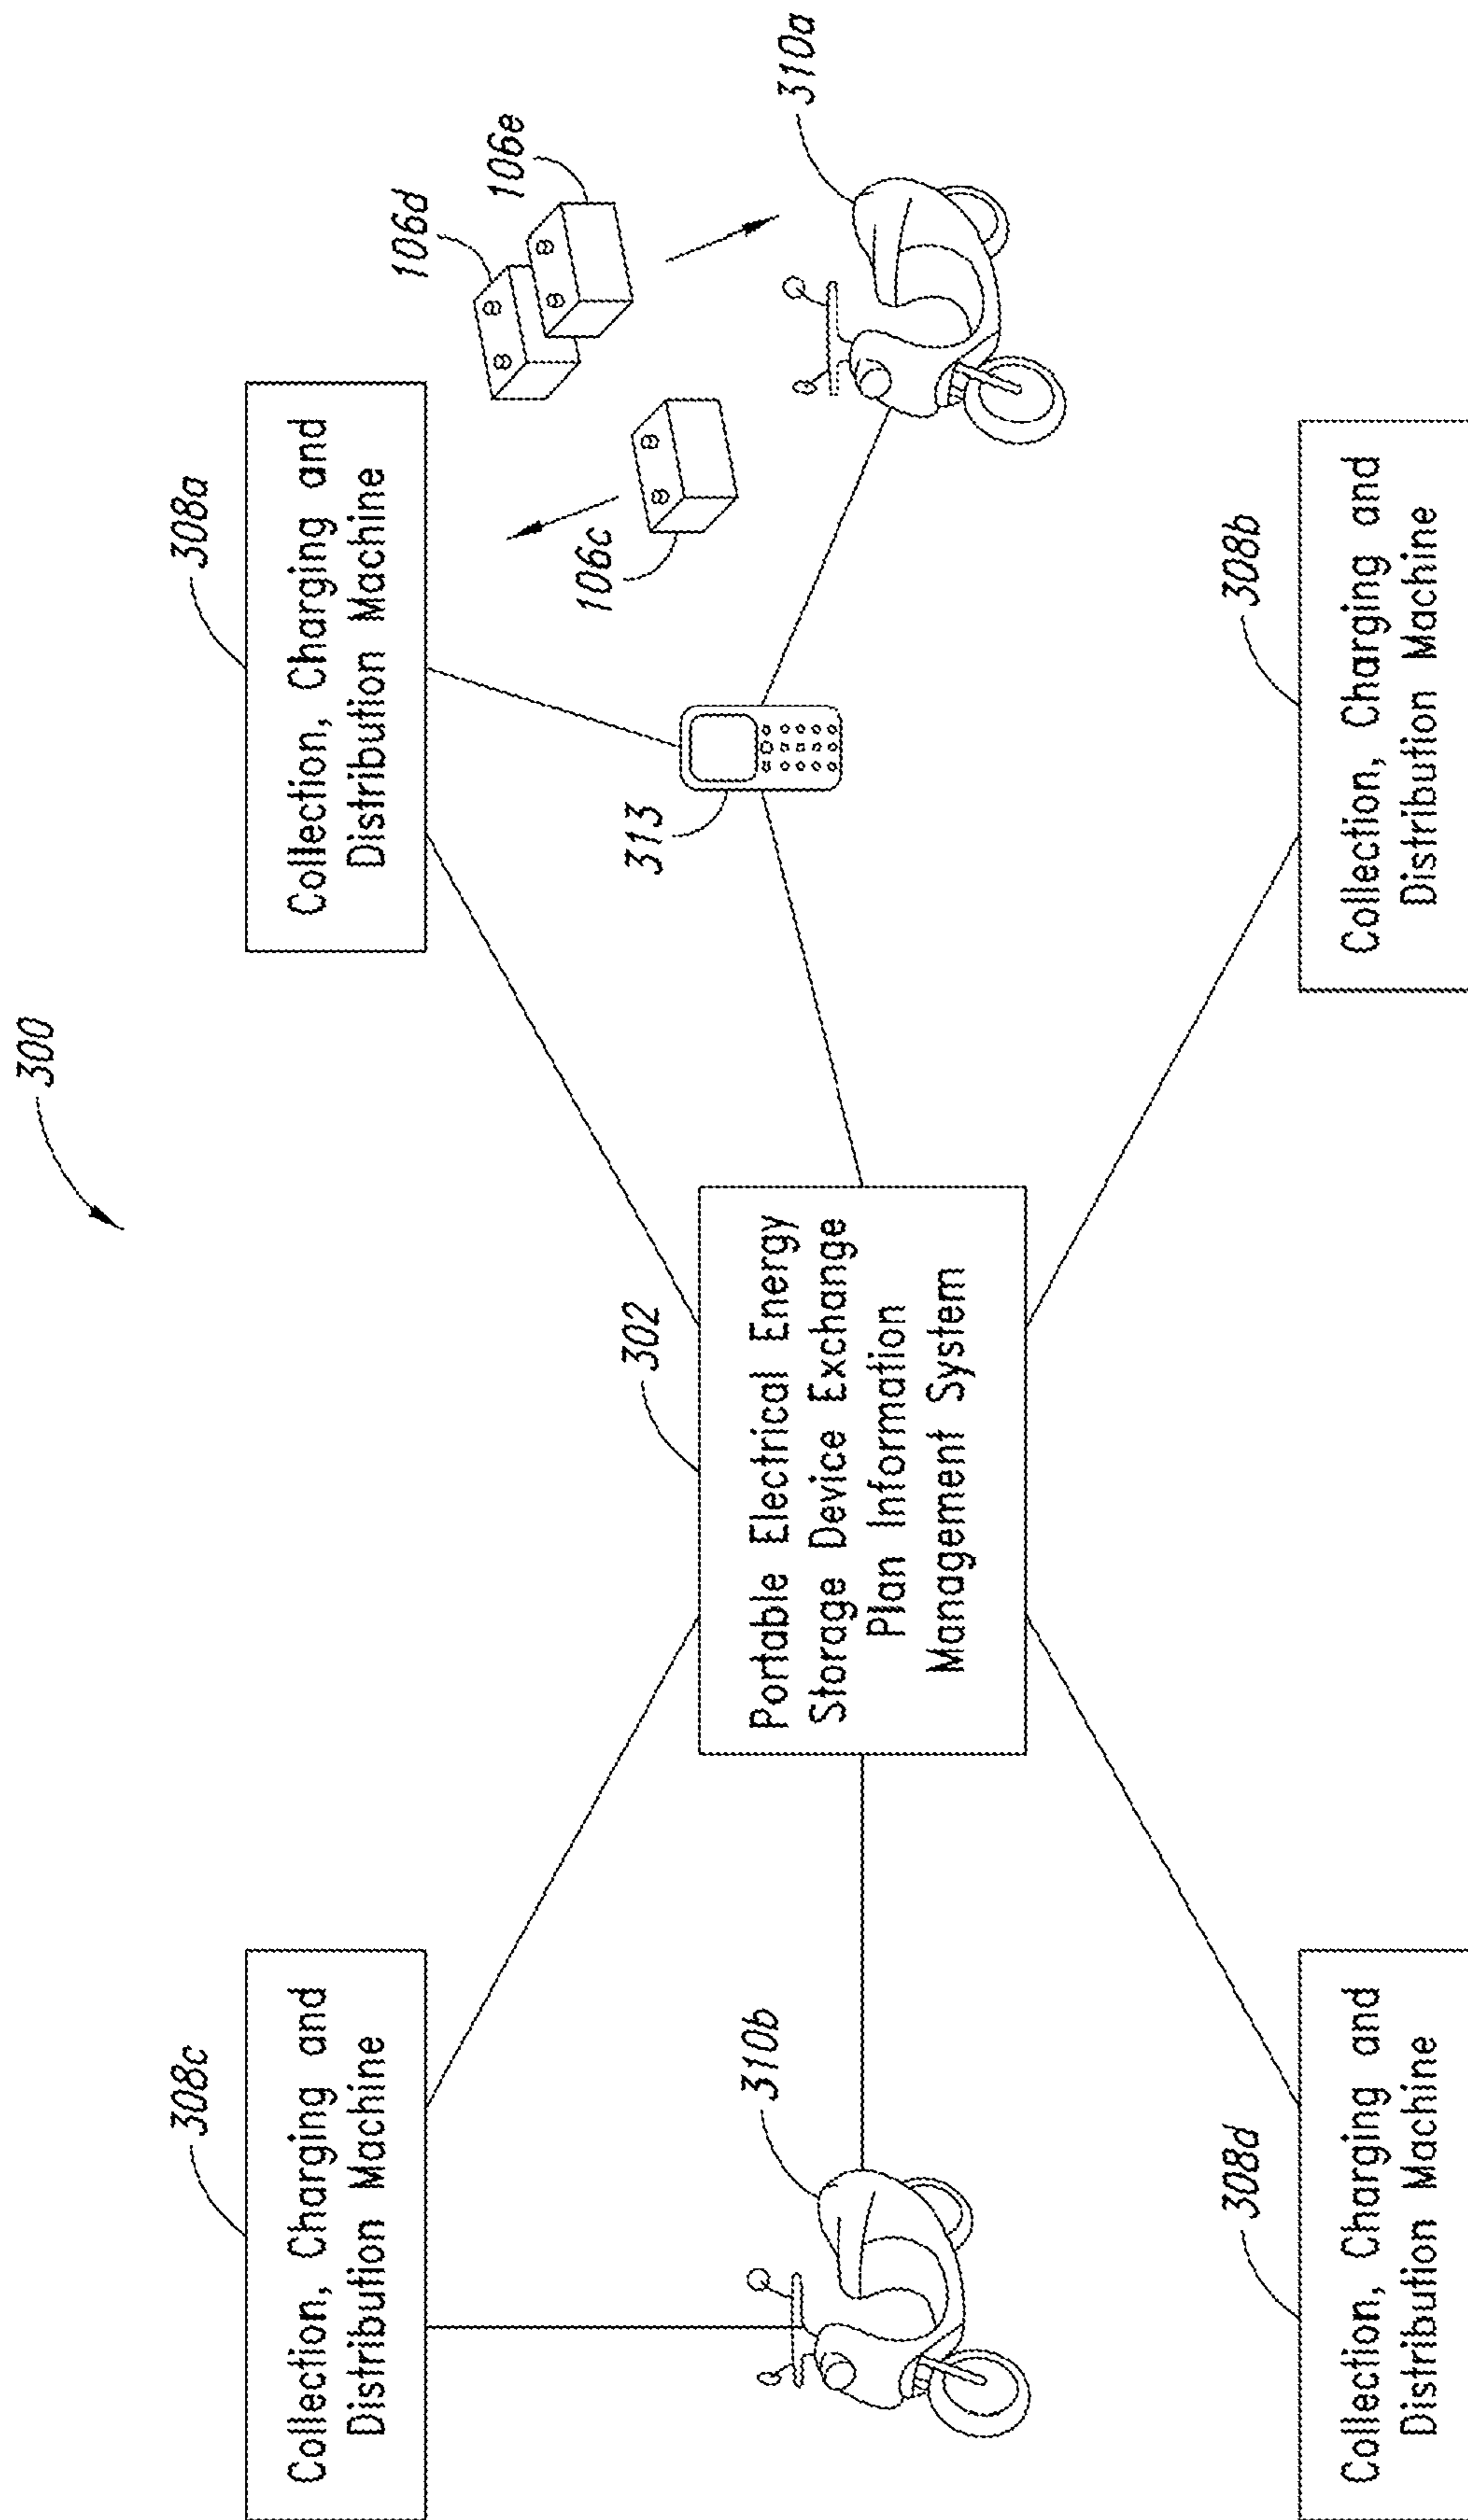 300
308c
Collection, Charging and
Distribution Machine
308a
Collection, Charging and
Distribution Machine
106d
106e
106c
302
Portable Electrical Energy
Storage Device Exchange
Plan Information
Management System
313
310b
310a
308d
Collection, Charging and
Distribution Machine
308b
Collection, Charging and
Distribution Machine